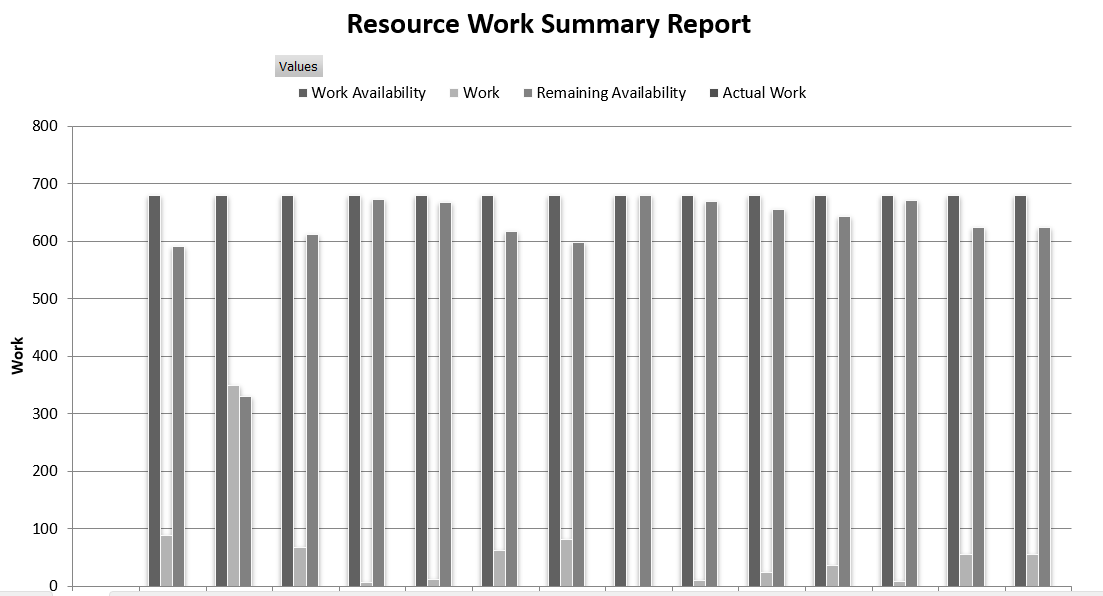 Resource Work Summary Report
Values
Work Availability Work Remaining Availability Actual Work
800
700
600
500
400
300
200
100
0
Work